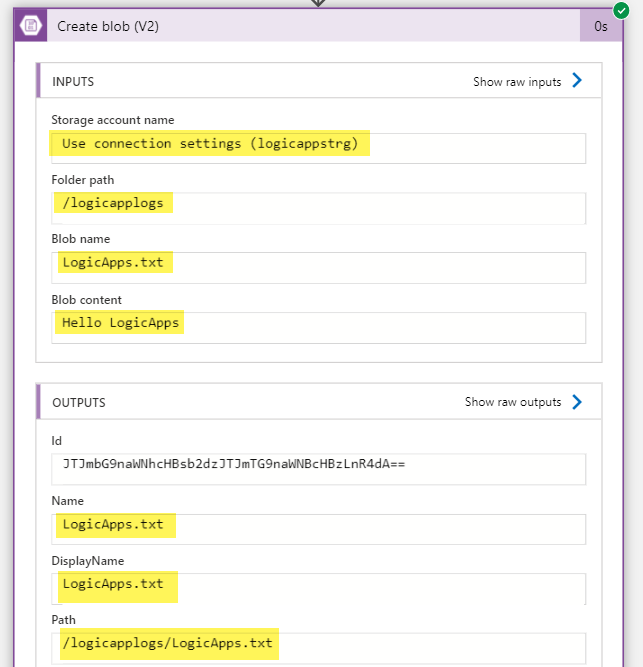 Create blob (V2) 0s
INPUTS Show raw inputs
Storage account name
Use connection settings (logicappstrg)
Folder path
/logicapplogs
Blob name
LogicApps.txt
Blob content
Hello LogicApps
OUTPUTS Show raw outputs
Id
JTJmbG9naWNhcHBsb2dzJTJmTG9naWNBcHBzLnR4dA==
Name
LogicApps.txt
DisplayName
LogicApps.txt
Path
/logicapplogs/LogicApps.txt